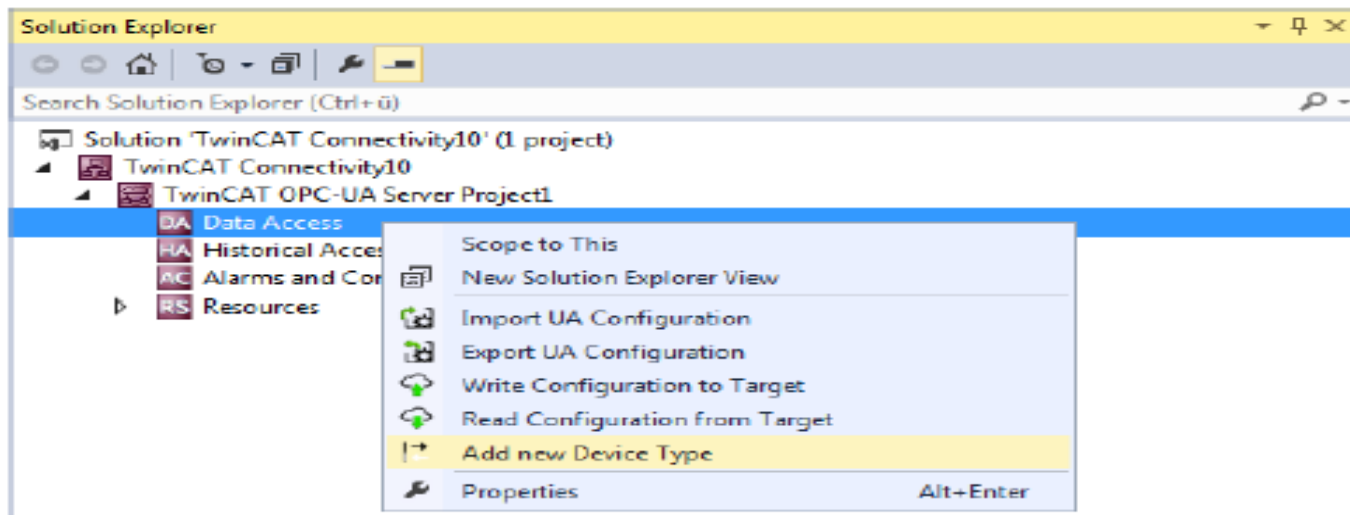 Solution Explorer
Search Solution Explorer (Ctrl+ü)
Solution 'TwinCAT Connectivity10' (1 project)
TwinCAT Connectivity10
TwinCAT OPC-UA Server Project1
DA Data Access
HA Historical Acces
AC Alarms and Con
RS Resources
Scope to This
New Solution Explorer View
Import UA Configuration
Export UA Configuration
Write Configuration to Target
Read Configuration from Target
Add new Device Type
Properties Alt+Enter